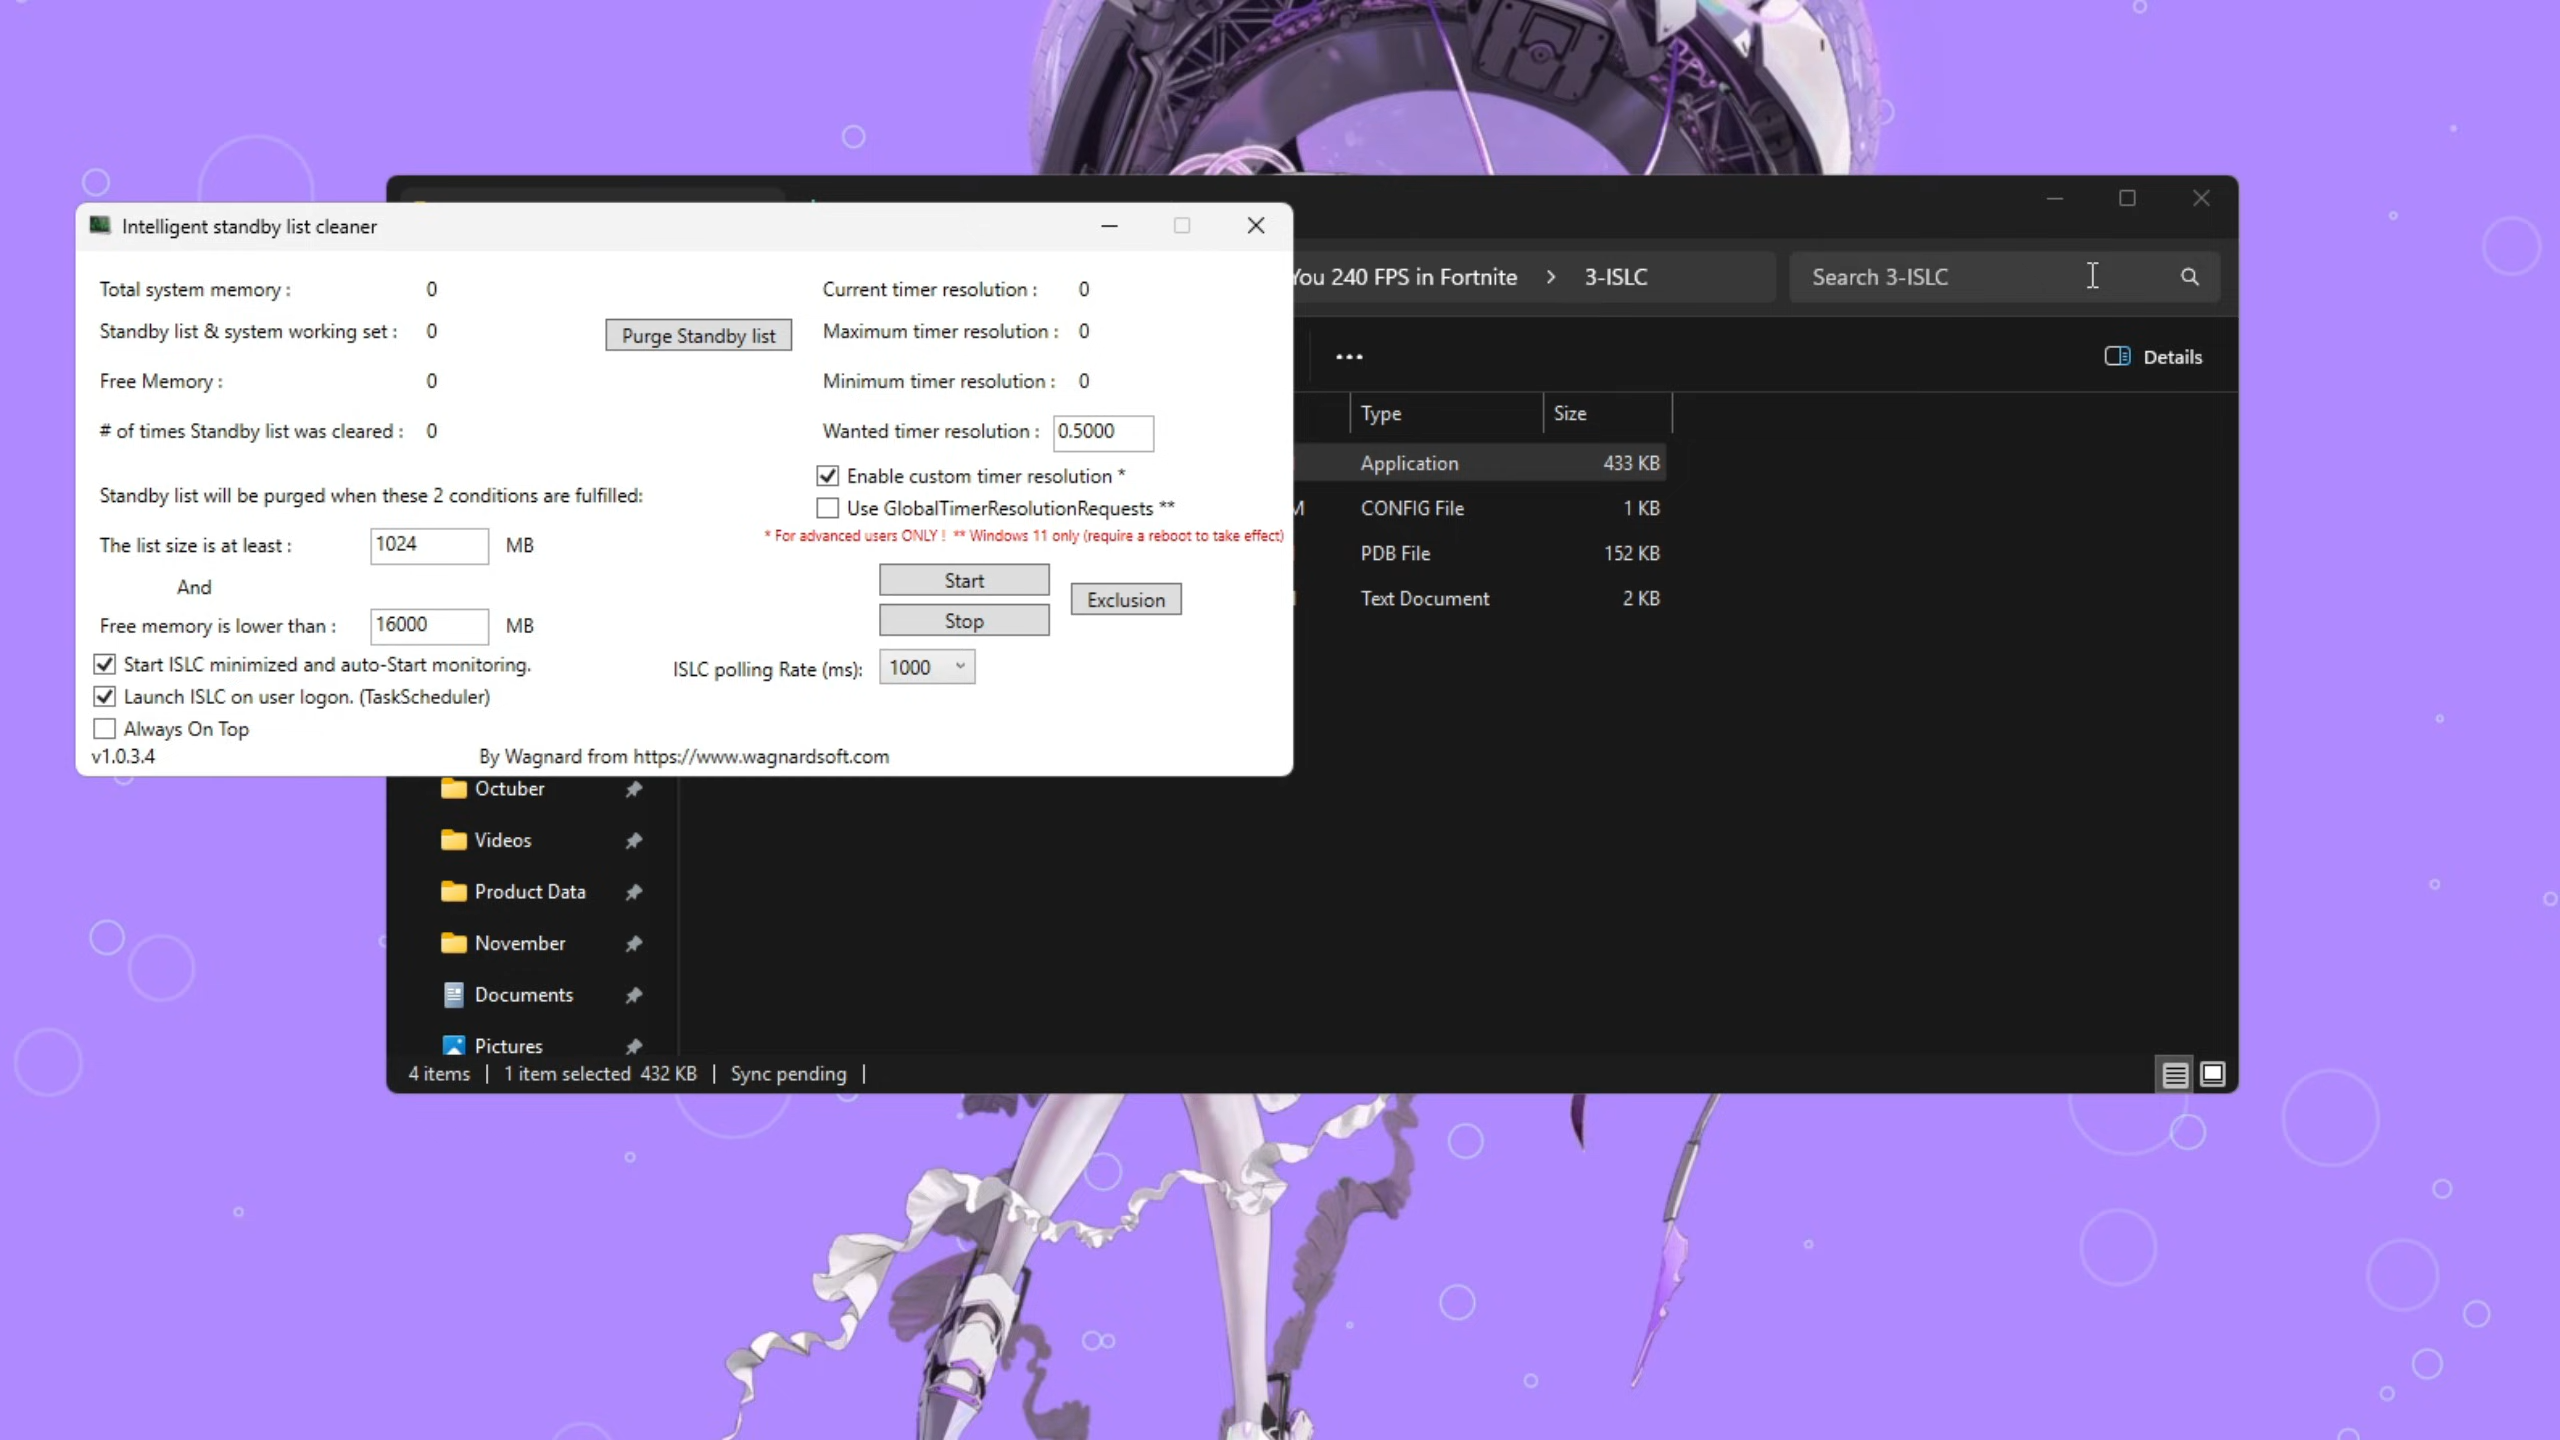 Intelligent standby list cleaner
Total system memory : 0
Standby list & system working set : 0
Purge Standby list
Free Memory : 0
# of times Standby list was cleared : 0
Standby list will be purged when these 2 conditions are fulfilled:
The list size is at least : 1024 MB
And
Free memory is lower than : 16000 MB
Start ISLC minimized and auto-Start monitoring.
Launch ISLC on user logon. (TaskScheduler)
Always On Top
v1.0.3.4
By Wagnard from https://www.wagnardsoft.com
Current timer resolution : 0
Maximum timer resolution : 0
Minimum timer resolution : 0
Wanted timer resolution : 0.5000
Enable custom timer resolution *
Use GlobalTimerResolutionRequests **
* For advanced users ONLY ! ** Windows 11 only (require a reboot to take effect)
Start
Stop
Exclusion
ISLC polling Rate (ms): 1000
You 240 FPS in Fortnite > 3-ISLC
Search 3-ISLC
Details
Type Size
Application 433 KB
CONFIG File 1 KB
PDB File 152 KB
Text Document 2 KB
Octuber
Videos
Product Data
November
Documents
Pictures
4 items | 1 item selected 432 KB | Sync pending |